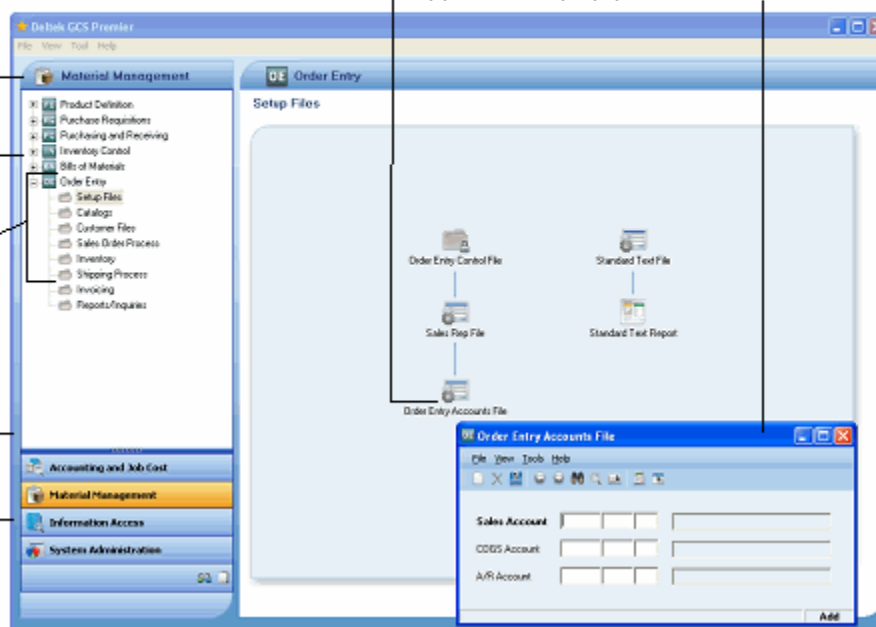 Deltek GCS Premier
File View Tool Help
Material Management
Product Definition
Purchase Requisitions
Purchasing and Receiving
Inventory Control
Bills of Materials
OE Order Entry
Setup Files
Catalogs
Customer Files
Sales Order Process
Inventory
Shipping Process
Invoicing
Reports/Inquiries
Accounting and Job Cost
Material Management
Information Access
System Administration
OE Order Entry
Setup Files
Order Entry Control File
Standard Text File
Sales Rep File
Standard Text Report
Order Entry Accounts File
OE Order Entry Accounts File
File View Tools Help
Sales Account
COGS Account
A/R Account
Add